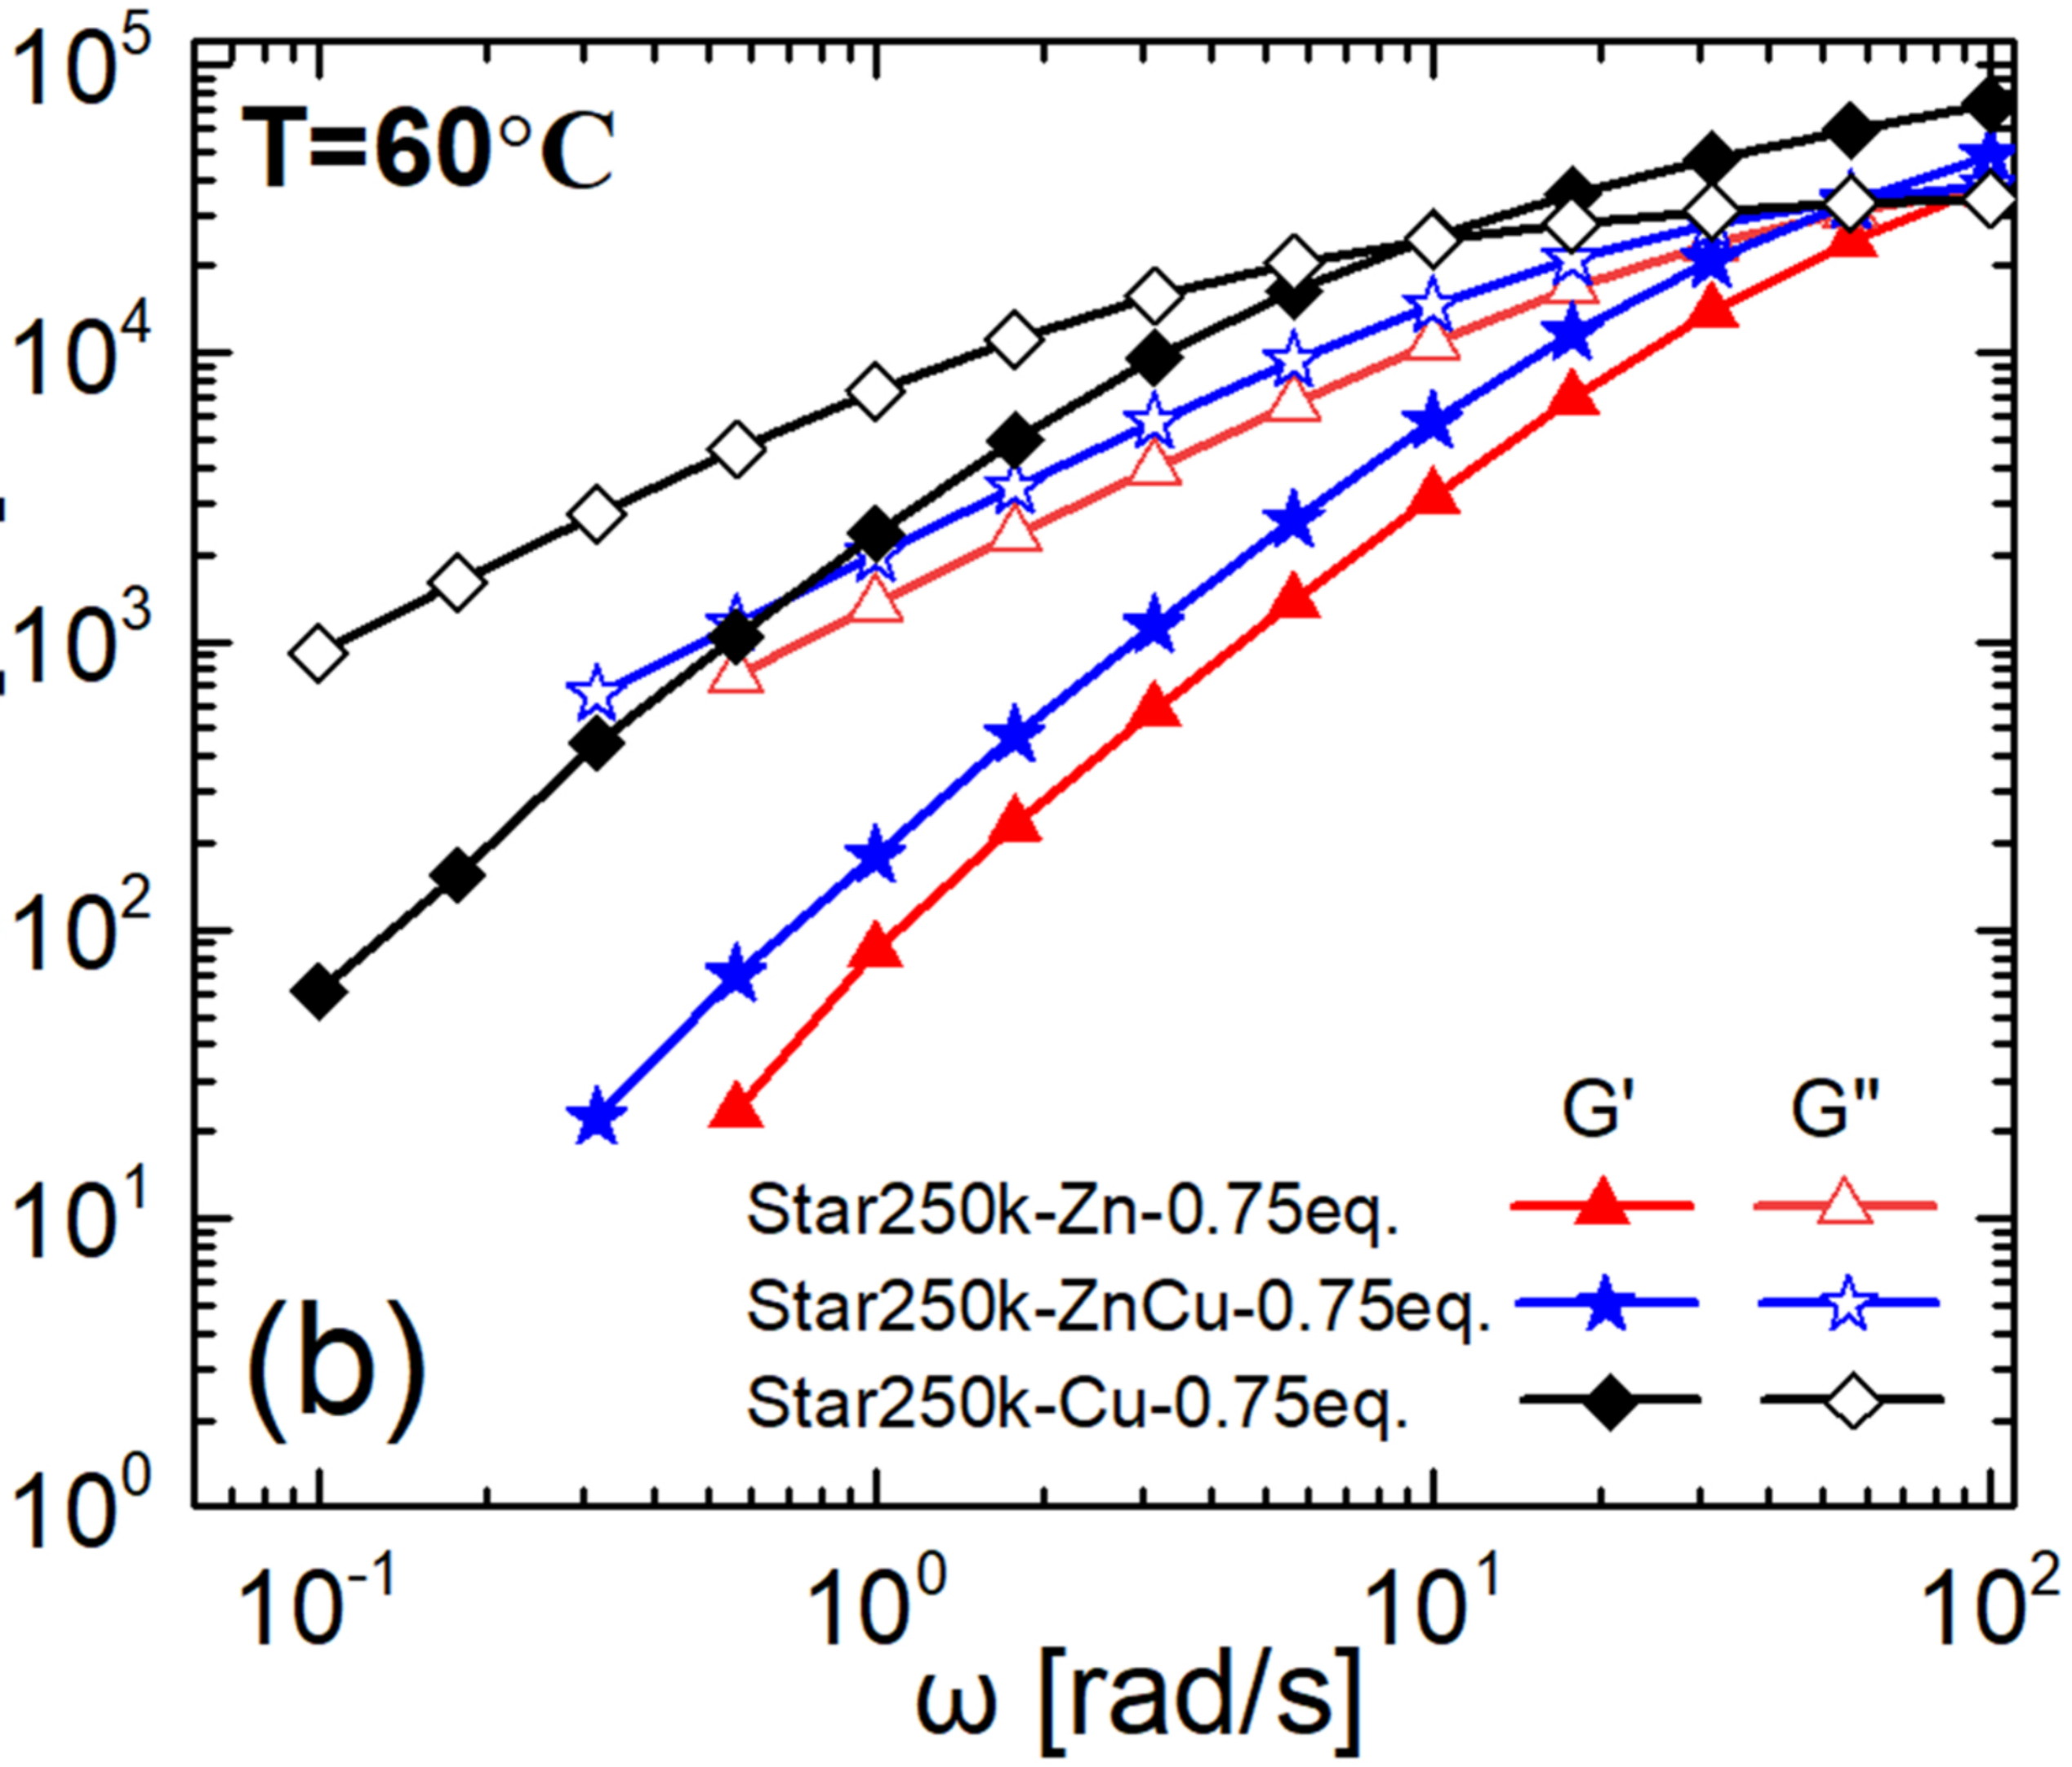 10^5
T=60°C
10^4
10^3
10^2
10^1
10^0
G' G"
Star250k-Zn-0.75eq.
Star250k-ZnCu-0.75eq.
Star250k-Cu-0.75eq.
(b)
10^-1 10^0 10^1 10^2
ω [rad/s]